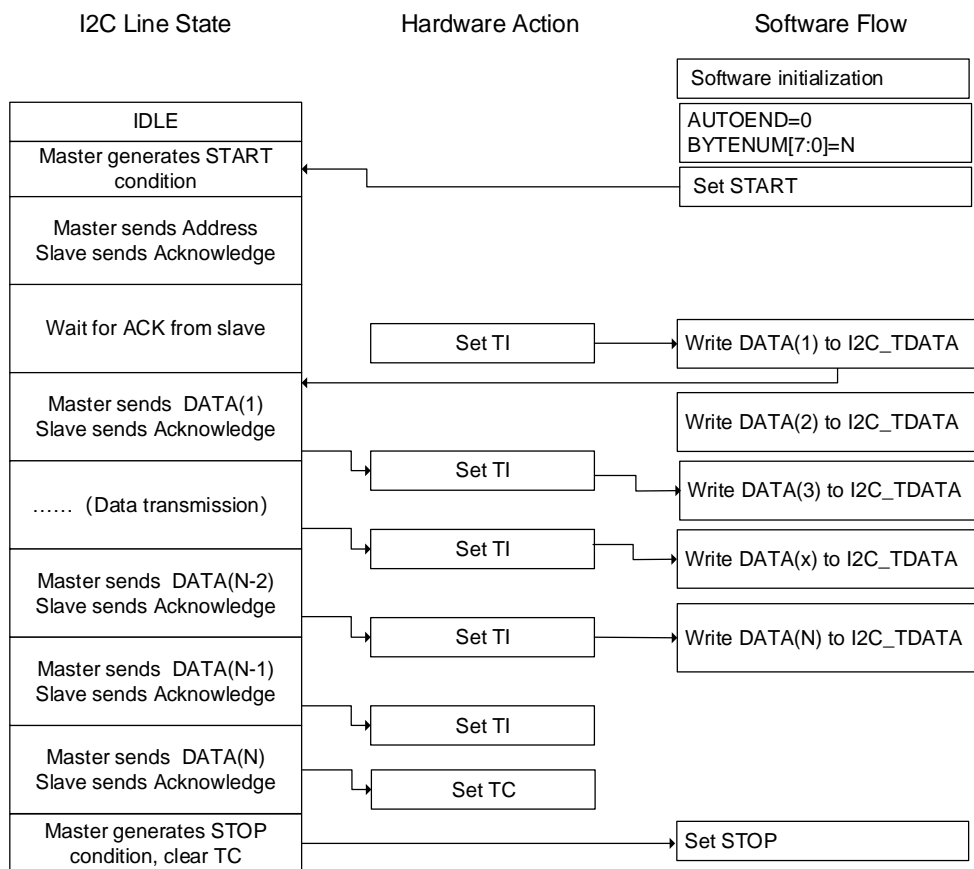 I2C Line State
Hardware Action
Software Flow
Software initialization
IDLE
AUTOEND=0
BYTENUM[7:0]=N
Master generates START
condition
Set START
Master sends Address
Slave sends Acknowledge
Wait for ACK from slave
Set TI
Write DATA(1) to I2C_TDATA
Master sends DATA(1)
Slave sends Acknowledge
Write DATA(2) to I2C_TDATA
Set TI
Write DATA(3) to I2C_TDATA
...... (Data transmission)
Set TI
Write DATA(x) to I2C_TDATA
Master sends DATA(N-2)
Slave sends Acknowledge
Set TI
Write DATA(N) to I2C_TDATA
Master sends DATA(N-1)
Slave sends Acknowledge
Set TI
Master sends DATA(N)
Slave sends Acknowledge
Set TC
Master generates STOP
condition, clear TC
Set STOP